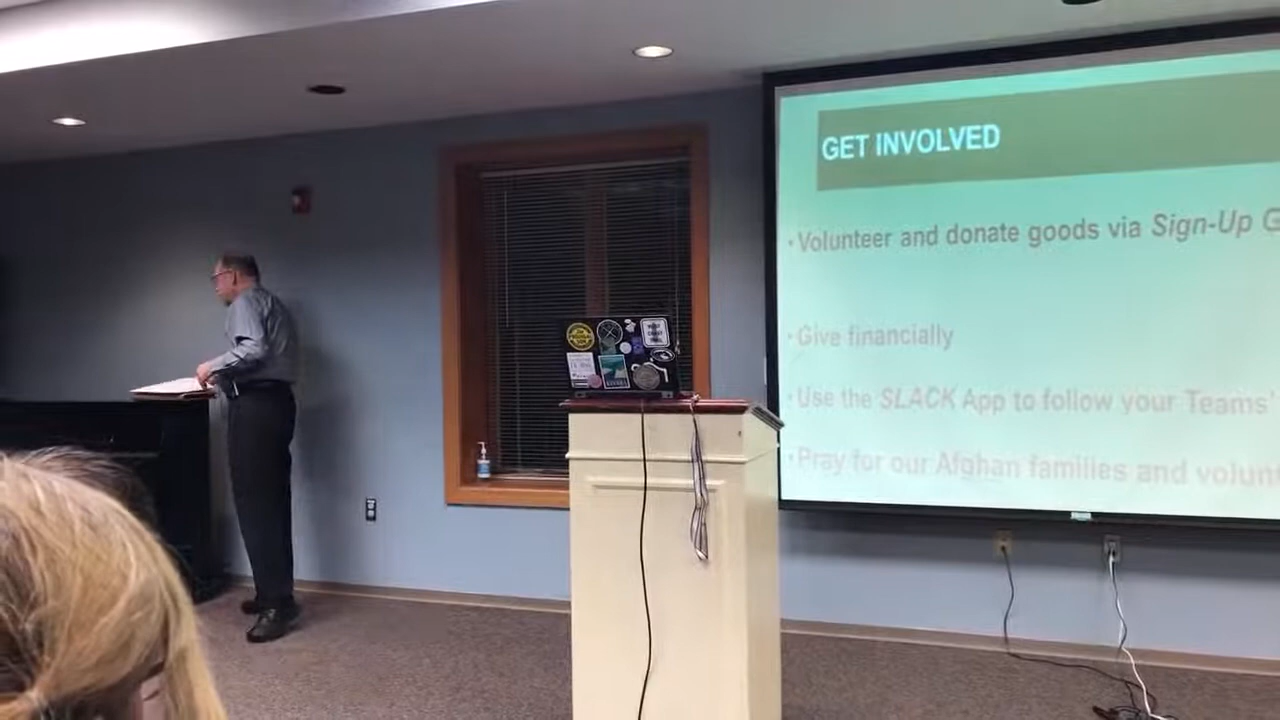 GET INVOLVED
·Volunteer and donate goods via Sign-Up G
·Give financially
·Use the SLACK App to follow your Teams'
·Pray for our Afghan families and volun